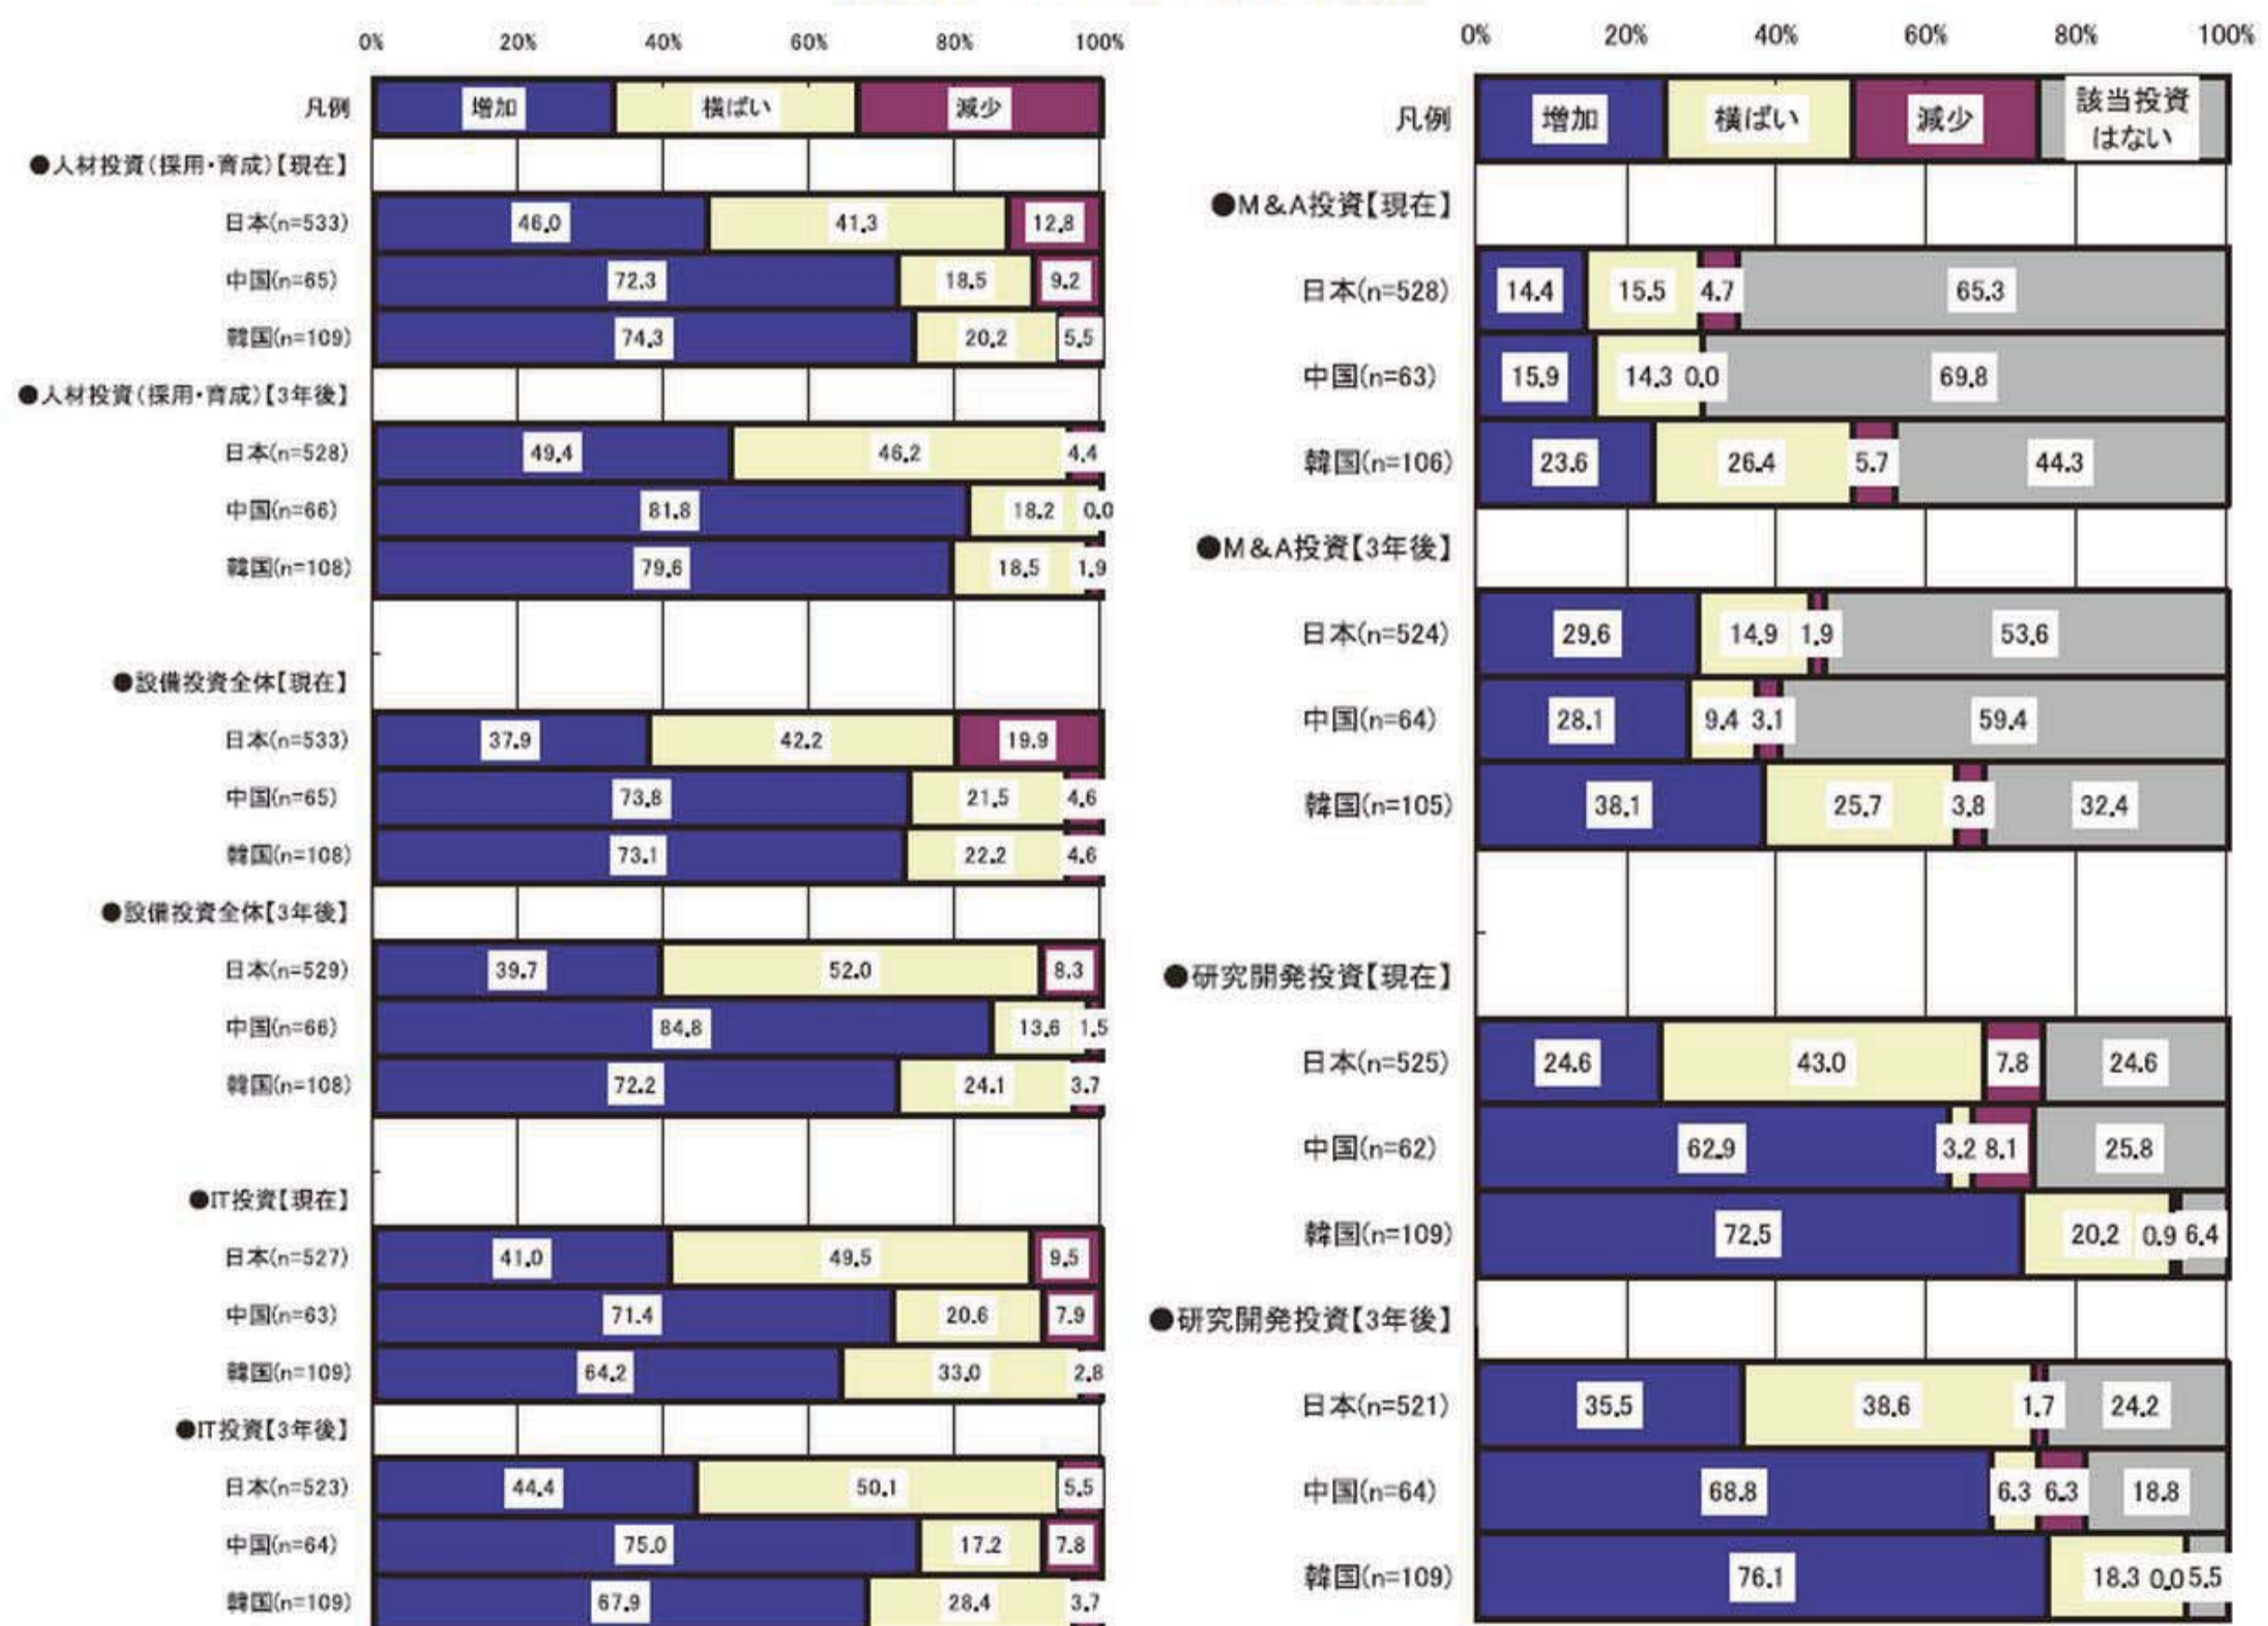 0% 20% 40% 60% 80% 100%
凡例 増加 横ばい 減少
●人材投資(採用・育成)【現在】
日本(n=533) 46.0 41.3 12.8
中国(n=65) 72.3 18.5 9.2
韓国(n=109) 74.3 20.2 5.5
●人材投資(採用・育成)【3年後】
日本(n=528) 49.4 46.2 4.4
中国(n=66) 81.8 18.2 0.0
韓国(n=108) 79.6 18.5 1.9
●設備投資全体【現在】
日本(n=533) 37.9 42.2 19.9
中国(n=65) 73.8 21.5 4.6
韓国(n=108) 73.1 22.2 4.6
●設備投資全体【3年後】
日本(n=529) 39.7 52.0 8.3
中国(n=66) 84.8 13.6 1.5
韓国(n=108) 72.2 24.1 3.7
●IT投資【現在】
日本(n=527) 41.0 49.5 9.5
中国(n=63) 71.4 20.6 7.9
韓国(n=109) 64.2 33.0 2.8
●IT投資【3年後】
日本(n=523) 44.4 50.1 5.5
中国(n=64) 75.0 17.2 7.8
韓国(n=109) 67.9 28.4 3.7
0% 20% 40% 60% 80% 100%
凡例 増加 横ばい 減少 該当投資
はない
●M&A投資【現在】
日本(n=528) 14.4 15.5 4.7 65.3
中国(n=63) 15.9 14.3 0.0 69.8
韓国(n=106) 23.6 26.4 5.7 44.3
●M&A投資【3年後】
日本(n=524) 29.6 14.9 1.9 53.6
中国(n=64) 28.1 9.4 3.1 59.4
韓国(n=105) 38.1 25.7 3.8 32.4
●研究開発投資【現在】
日本(n=525) 24.6 43.0 7.8 24.6
中国(n=62) 62.9 3.2 8.1 25.8
韓国(n=109) 72.5 20.2 0.9 6.4
●研究開発投資【3年後】
日本(n=521) 35.5 38.6 1.7 24.2
中国(n=64) 68.8 6.3 6.3 18.8
韓国(n=109) 76.1 18.3 0.0 5.5